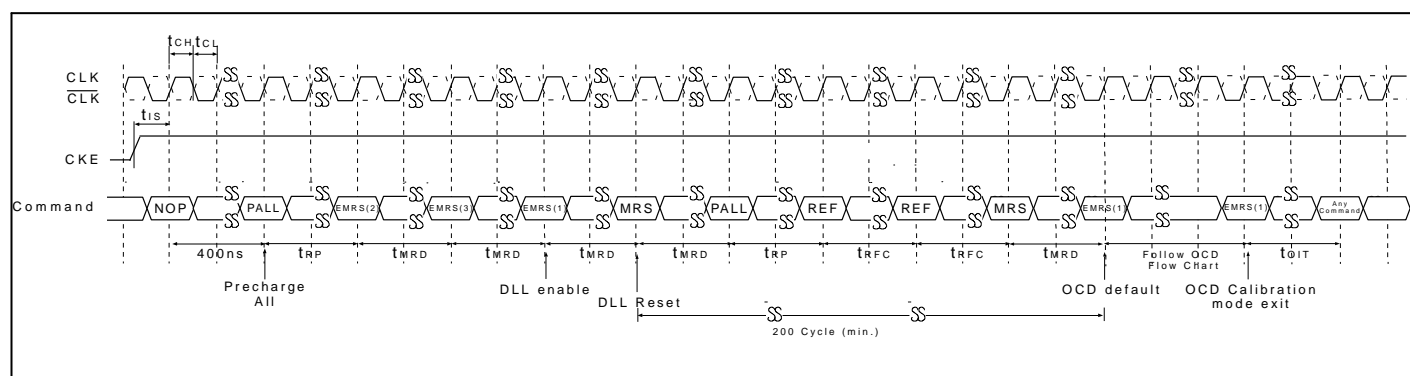 tCH tCL
CLK
CLK
tIS
CKE
Command NOP PALL EMRS(2) EMRS(3) EMRS(1) MRS PALL REF REF MRS EMRS(1) EMRS(1) Any Command
400ns tRP tMRD tMRD tMRD tMRD tRP tRFC tRFC tMRD Follow OCD Flow Chart tOIT
Precharge All
DLL enable
DLL Reset
OCD default
OCD Calibration mode exit
200 Cycle (min.)